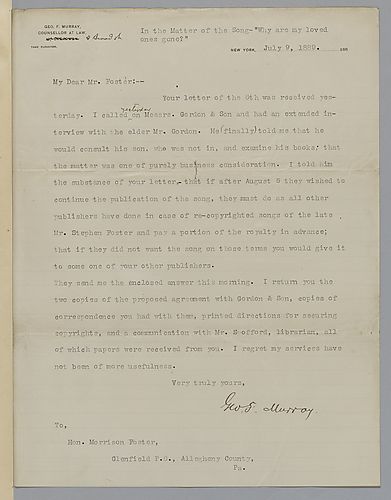 GEO. F. MURRAY,
COUNSELLOR AT LAW,
TAKE ELEVATOR.
In the Matter of the Song-"Why are my loved
ones gone?"
NEW YORK, July 9, 1889. 188
My Dear Mr. Foster:--
Your letter of the 6th was received yes-
terday. I called yesterday on Messrs. Gordon & Son and had an extended in-
terview with the elder Mr. Gordon. He (finally) told me that he
would consult his son, who was not in, and examine his books; that
the matter was one of purely business consideration. I told him
the substance of your letter,- that if after August 5 they wished to
continue the publication of the song, they must do as all other
publishers have done in case of re-copyrighted songs of the late
Mr. Stephen Foster and pay a portion of the royalty in advance;
that if they did not want the song on those terms you would give it
to some one of your other publishers.
They send me the enclosed answer this morning. I return you the
two copies of the proposed agreement with Gordon & Son, copies of
correspondence you had with them, printed directions for securing
copyrights, and a communication with Mr. Spofford, librarian, all
of which papers were received from you. I regret my services have
not been of more usefulness.
Very truly yours,
Geo. F. Murray.
To,
Hon. Morrison Foster,
Glenfield P.O., Allegheny County,
Pa.